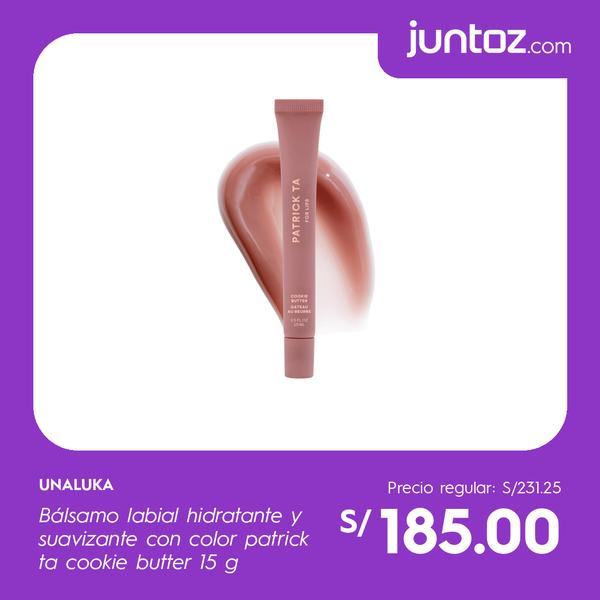 juntoz.com
PATRICK TA
FOR LIPS
COOKIE
BUTTER
GÂTEAU
AU BEURRE
UNALUKA
Bálsamo labial hidratante y
suavizante con color patrick
ta cookie butter 15 g
Precio regular: S/231.25
S/185.00